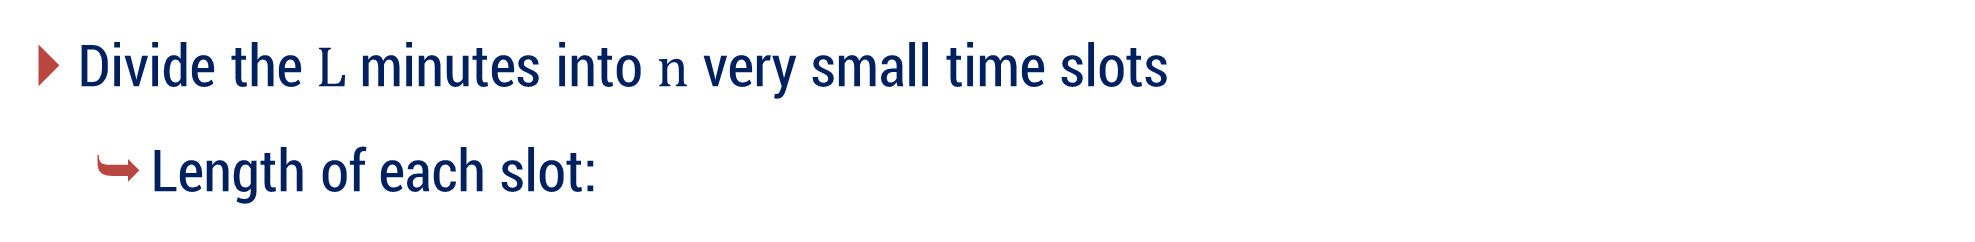 Divide the L minutes into n very small time slots
Length of each slot: